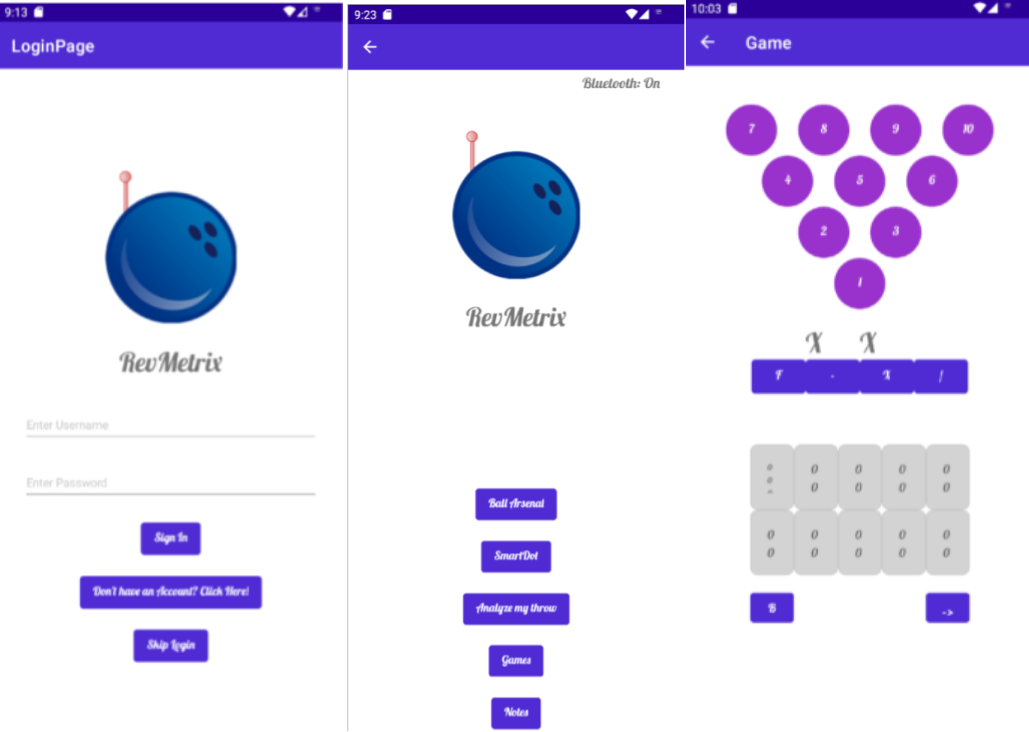 9:13
LoginPage
RevMetrix
Enter Username
Enter Password
Sign In
Don't have an Account? Click Here!
Skip Login
9:23
Bluetooth: On
RevMetrix
Ball Arsenal
SmartDot
Analyze my throw
Games
Notes
10:03
Game
7 8 9 10
4 5 6
2 3
1
X X
F - X /
0 0 0 0 0
0 0 0 0 0
0 0 0 0 0
0 0 0 0 0
B ->